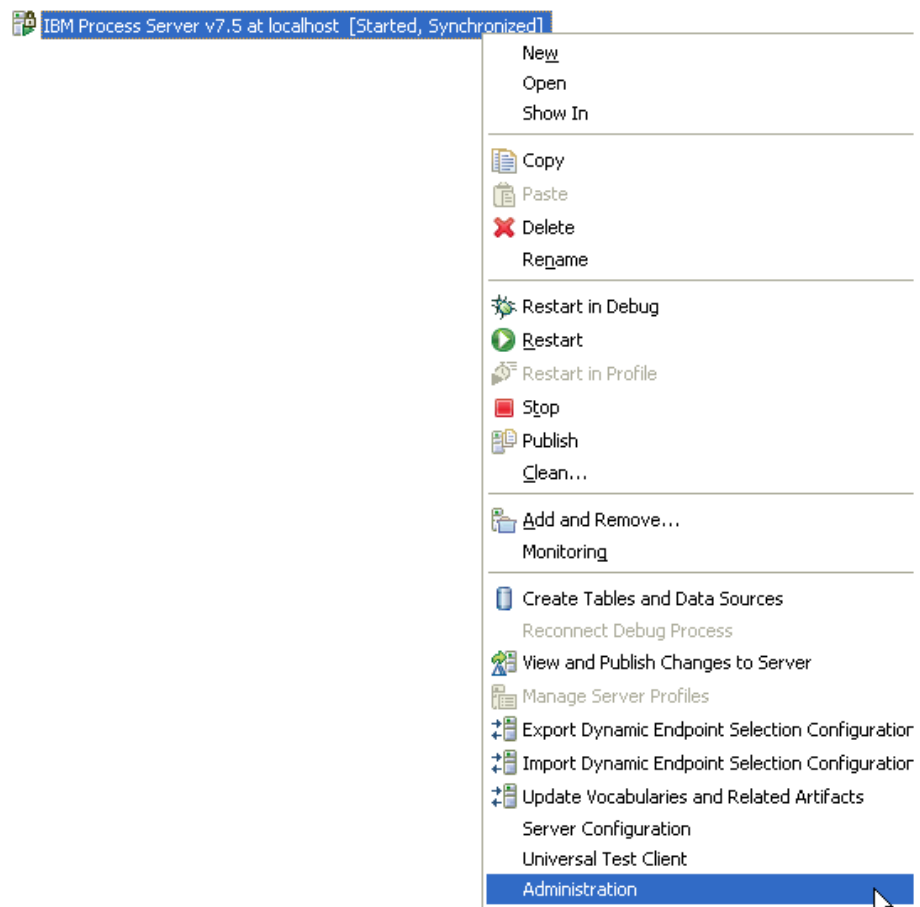 IBM Process Server v7.5 at localhost [Started, Synchronized]
New
Open
Show In
Copy
Paste
Delete
Rename
Restart in Debug
Restart
Restart in Profile
Stop
Publish
Clean...
Add and Remove...
Monitoring
Create Tables and Data Sources
Reconnect Debug Process
View and Publish Changes to Server
Manage Server Profiles
Export Dynamic Endpoint Selection Configuration
Import Dynamic Endpoint Selection Configuration
Update Vocabularies and Related Artifacts
Server Configuration
Universal Test Client
Administration